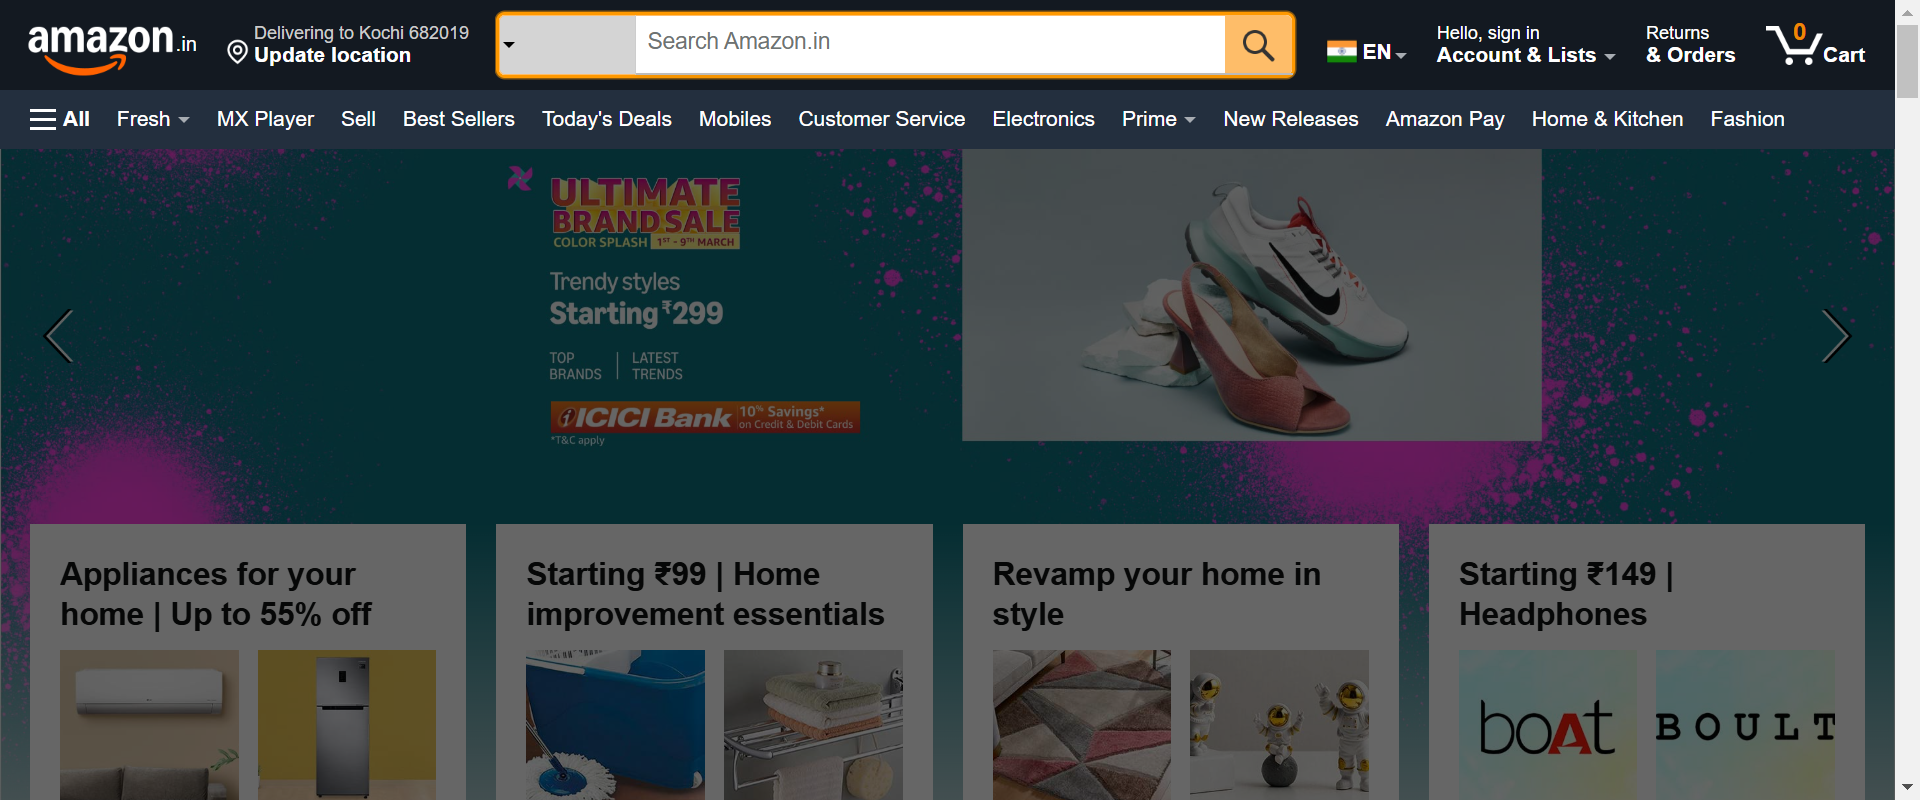 amazon.in
Delivering to Kochi 682019
Update location
Search Amazon.in
EN
Hello, sign in
Account & Lists
Returns
& Orders
0
Cart
All
Fresh
MX Player
Sell
Best Sellers
Today's Deals
Mobiles
Customer Service
Electronics
Prime
New Releases
Amazon Pay
Home & Kitchen
Fashion
ULTIMATE
BRAND SALE
COLOR SPLASH 1ST - 9TH MARCH
Trendy styles
Starting ₹299
TOP
BRANDS
LATEST
TRENDS
ICICI Bank
10% Savings*
on Credit & Debit Cards
*T&C apply
Appliances for your
home | Up to 55% off
Starting ₹99 | Home
improvement essentials
Revamp your home in
style
Starting ₹149 |
Headphones
boAt
BOULT